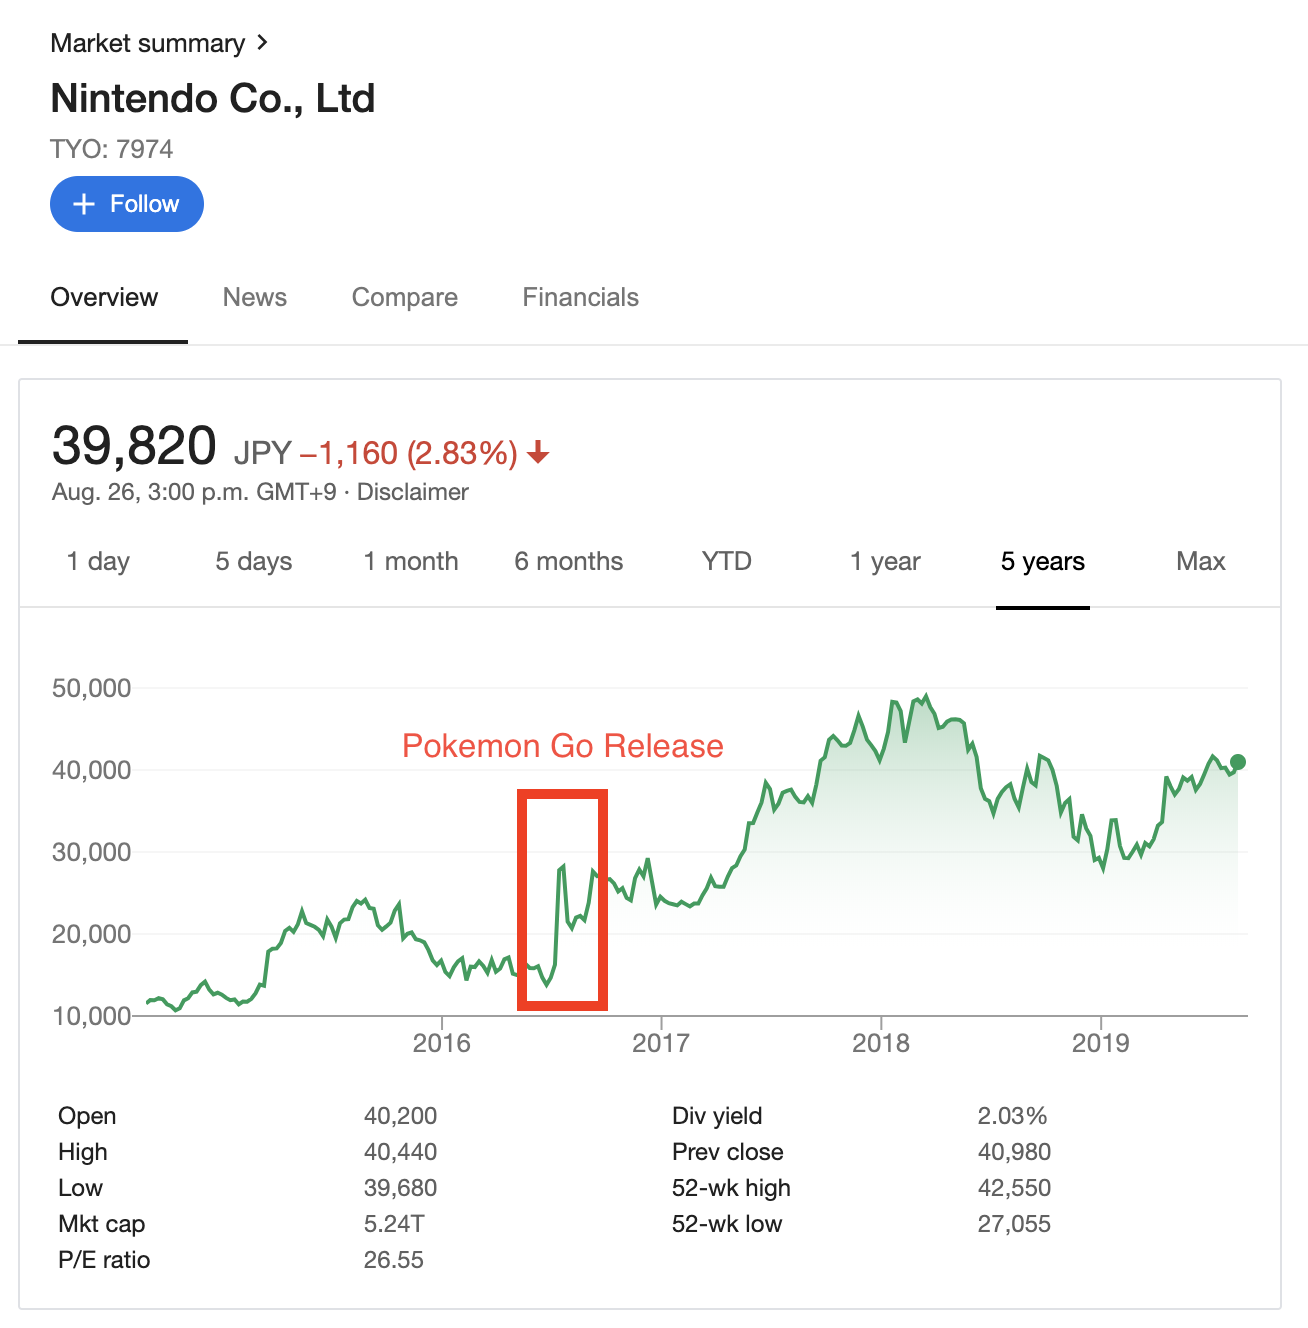 Market summary >
Nintendo Co., Ltd
TYO: 7974
+ Follow
Overview News Compare Financials
39,820 JPY −1,160 (2.83%) ↓
Aug. 26, 3:00 p.m. GMT+9 · Disclaimer
1 day 5 days 1 month 6 months YTD 1 year 5 years Max
50,000
Pokemon Go Release
40,000
30,000
20,000
10,000
2016 2017 2018 2019
Open 40,200 Div yield 2.03%
High 40,440 Prev close 40,980
Low 39,680 52-wk high 42,550
Mkt cap 5.24T 52-wk low 27,055
P/E ratio 26.55